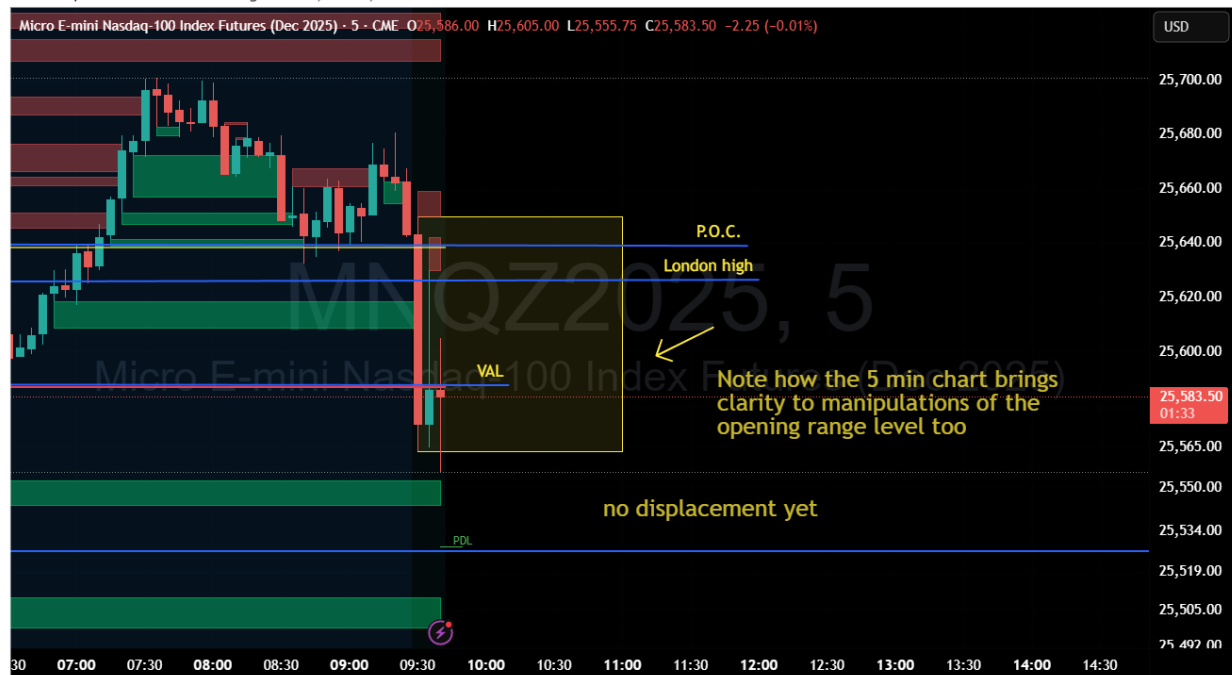 Micro E-mini Nasdaq-100 Index Futures (Dec 2025) · 5 · CME O25,586.00 H25,605.00 L25,555.75 C25,583.50 −2.25 (−0.01%)
USD
25,700.00
25,680.00
25,660.00
25,640.00
25,620.00
25,600.00
25,583.50
01:33
25,565.00
25,550.00
25,534.00
25,519.00
25,505.00
25,492.00
P.O.C.
London high
VAL
MNQZ2025, 5
Micro E-mini Nasdaq-100 Index Futures (Dec 2025)
Note how the 5 min chart brings
clarity to manipulations of the
opening range level too
no displacement yet
PDL
:30 07:00 07:30 08:00 08:30 09:00 09:30 10:00 10:30 11:00 11:30 12:00 12:30 13:00 13:30 14:00 14:30